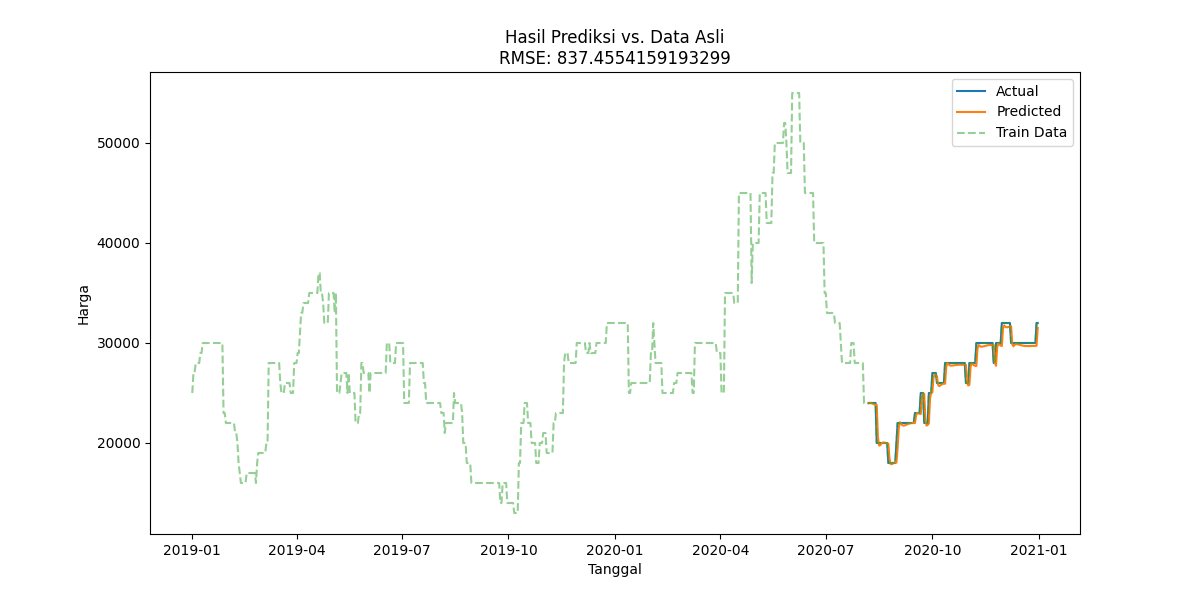 Hasil Prediksi vs. Data Asli
RMSE: 837.4554159193299
Actual
Predicted
Train Data
50000
40000
30000
20000
Harga
2019-01
2019-04
2019-07
2019-10
2020-01
2020-04
2020-07
2020-10
2021-01
Tanggal